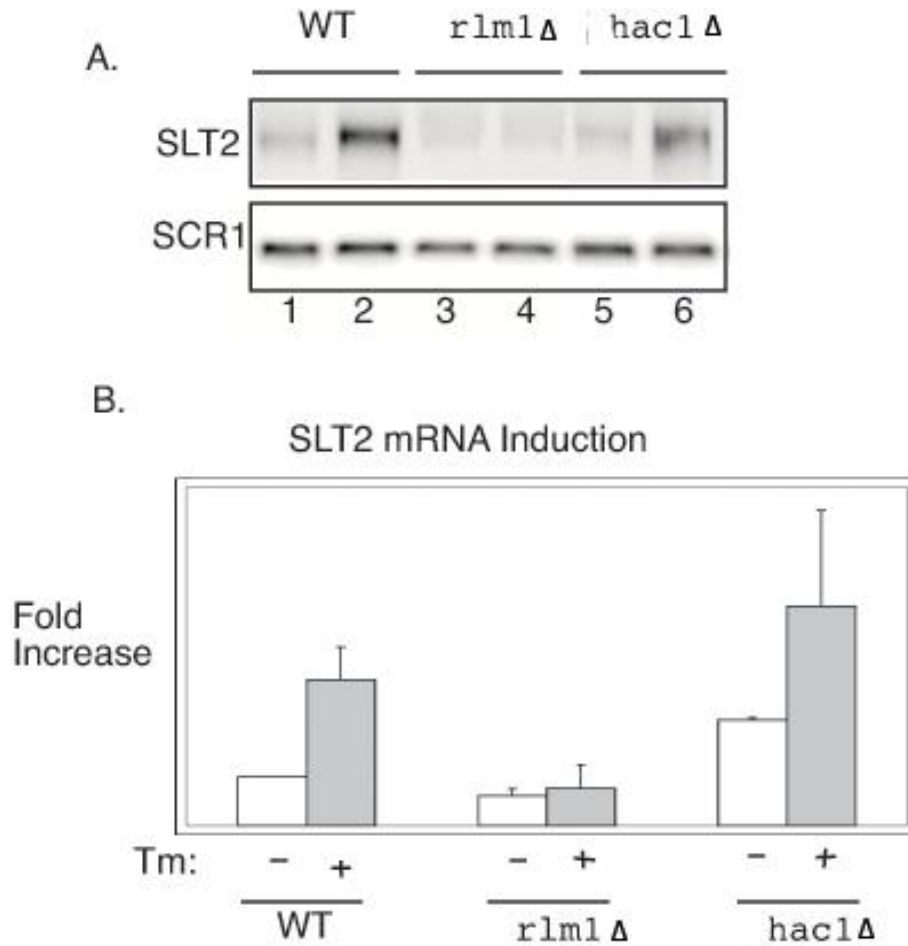 A.
WT rlm1Δ hac1Δ
SLT2
SCR1
1 2 3 4 5 6
B.
SLT2 mRNA Induction
Fold
Increase
Tm: - + - + - +
WT rlm1Δ hac1Δ